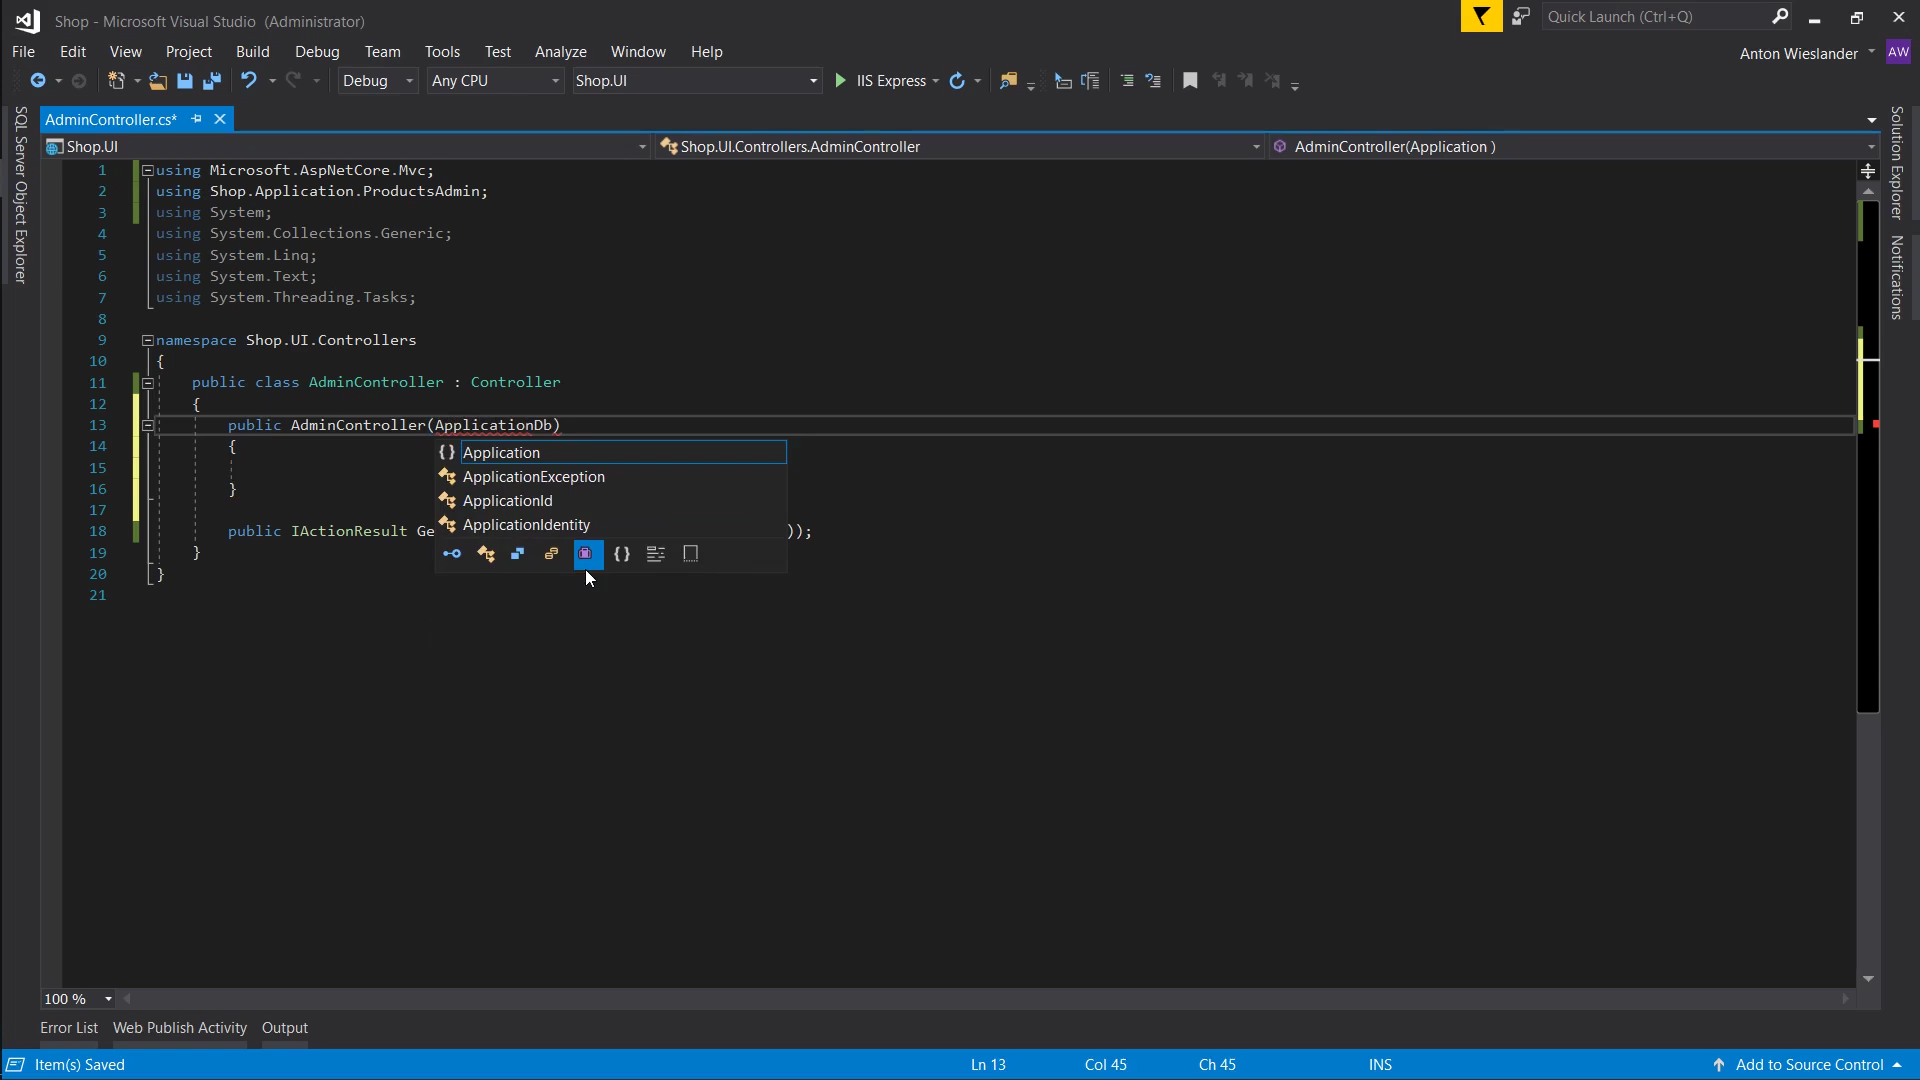 Shop - Microsoft Visual Studio (Administrator)
Quick Launch (Ctrl+Q)
File Edit View Project Build Debug Team Tools Test Analyze Window Help
Anton Wieslander AW
Debug Any CPU Shop.UI IIS Express
SQL Server Object Explorer
AdminController.cs*
Solution Explorer
Notifications
Shop.UI Shop.UI.Controllers.AdminController AdminController(Application )
1 using Microsoft.AspNetCore.Mvc;
2 using Shop.Application.ProductsAdmin;
3 using System;
4 using System.Collections.Generic;
5 using System.Linq;
6 using System.Text;
7 using System.Threading.Tasks;
8
9 namespace Shop.UI.Controllers
10 {
11 public class AdminController : Controller
12 {
13 public AdminController(ApplicationDb)
14 {
15
16 }
17
18 public IActionResult Ge ));
19 }
20 }
21
{} Application
ApplicationException
ApplicationId
ApplicationIdentity
{}
100 %
Error List Web Publish Activity Output
Item(s) Saved Ln 13 Col 45 Ch 45 INS Add to Source Control